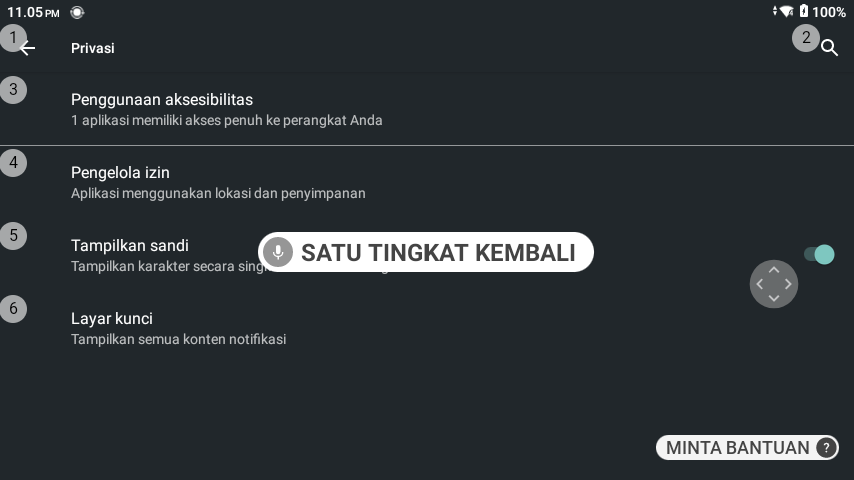 11.05 PM
100%
1
Privasi
2
3
Penggunaan aksesibilitas
1 aplikasi memiliki akses penuh ke perangkat Anda
4
Pengelola izin
Aplikasi menggunakan lokasi dan penyimpanan
5
Tampilkan sandi
SATU TINGKAT KEMBALI
Tampilkan karakter secara
6
Layar kunci
Tampilkan semua konten notifikasi
MINTA BANTUAN ?